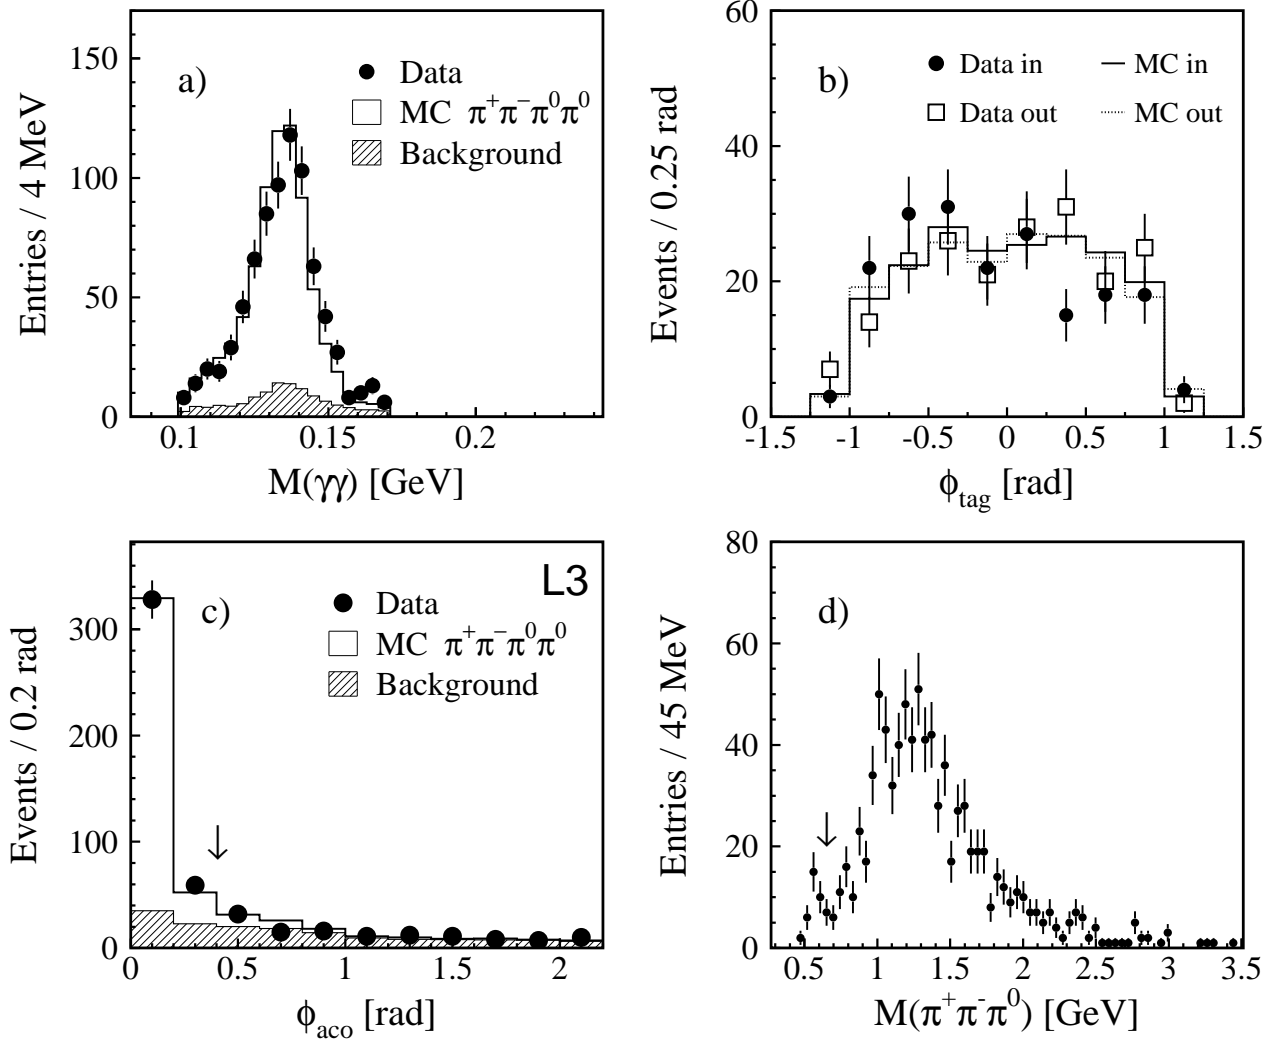 a)
Data
MC π⁺π⁻π⁰π⁰
Background
Entries / 4 MeV
150
100
50
0
0.1 0.15 0.2
M(γγ) [GeV]
b)
Data in MC in
Data out MC out
Events / 0.25 rad
60
40
20
0
-1.5 -1 -0.5 0 0.5 1 1.5
ϕtag [rad]
L3
c)
Data
MC π⁺π⁻π⁰π⁰
Background
Events / 0.2 rad
300
200
100
0
0 0.5 1 1.5 2
ϕaco [rad]
d)
Entries / 45 MeV
80
60
40
20
0
0.5 1 1.5 2 2.5 3 3.5
M(π⁺π⁻π⁰) [GeV]